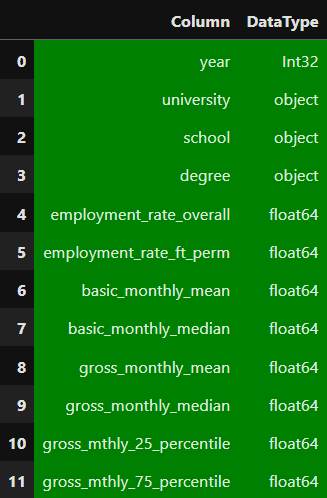 Column DataType
0 year Int32
1 university object
2 school object
3 degree object
4 employment_rate_overall float64
5 employment_rate_ft_perm float64
6 basic_monthly_mean float64
7 basic_monthly_median float64
8 gross_monthly_mean float64
9 gross_monthly_median float64
10 gross_mthly_25_percentile float64
11 gross_mthly_75_percentile float64